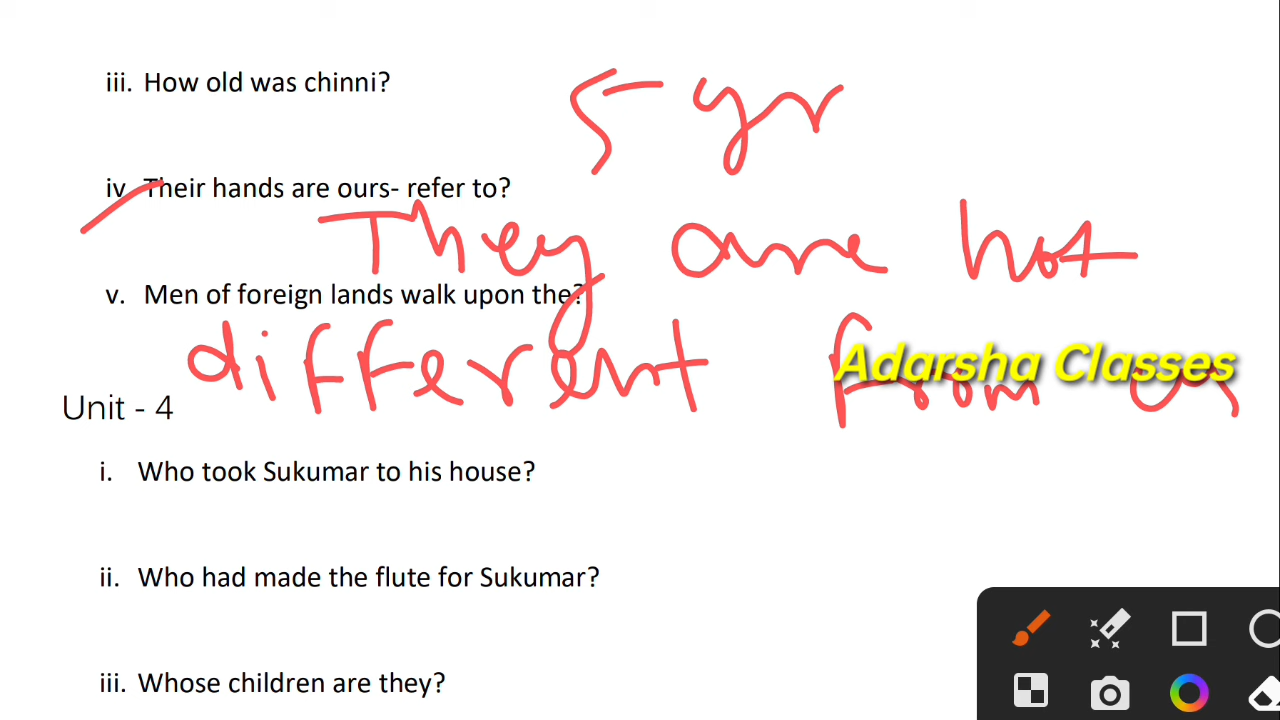 iii. How old was chinni?
5 yr
iv. Their hands are ours- refer to?
They are not
v. Men of foreign lands walk upon the?
different from us
Adarsha Classes
Unit - 4
i. Who took Sukumar to his house?
ii. Who had made the flute for Sukumar?
iii. Whose children are they?